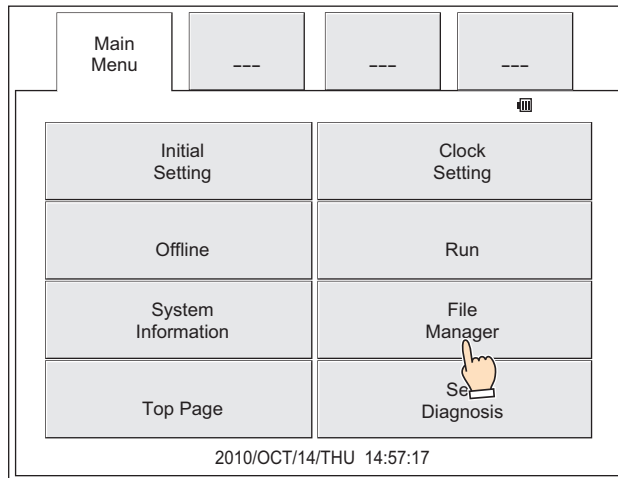 Main
Menu
---
---
---
Initial
Setting
Clock
Setting
Offline
Run
System
Information
File
Manager
Top Page
Se
Diagnosis
2010/OCT/14/THU 14:57:17